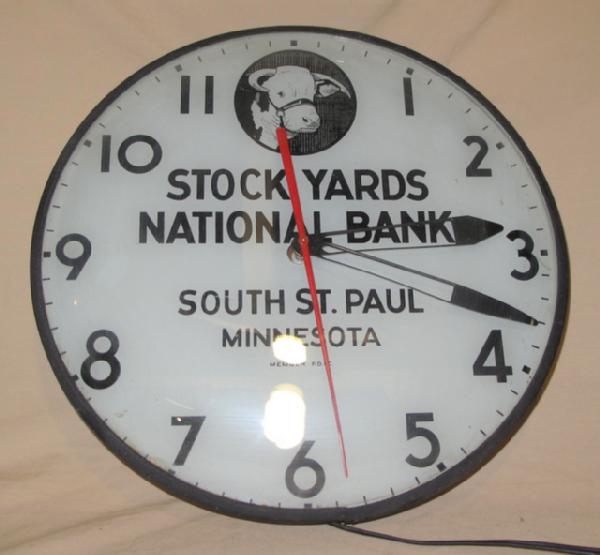 11 1
10 2
STOCK YARDS
NATIONAL BANK
9 3
SOUTH ST. PAUL
MINNESOTA
MEMBER F.D.I.C.
8 4
7 5
6